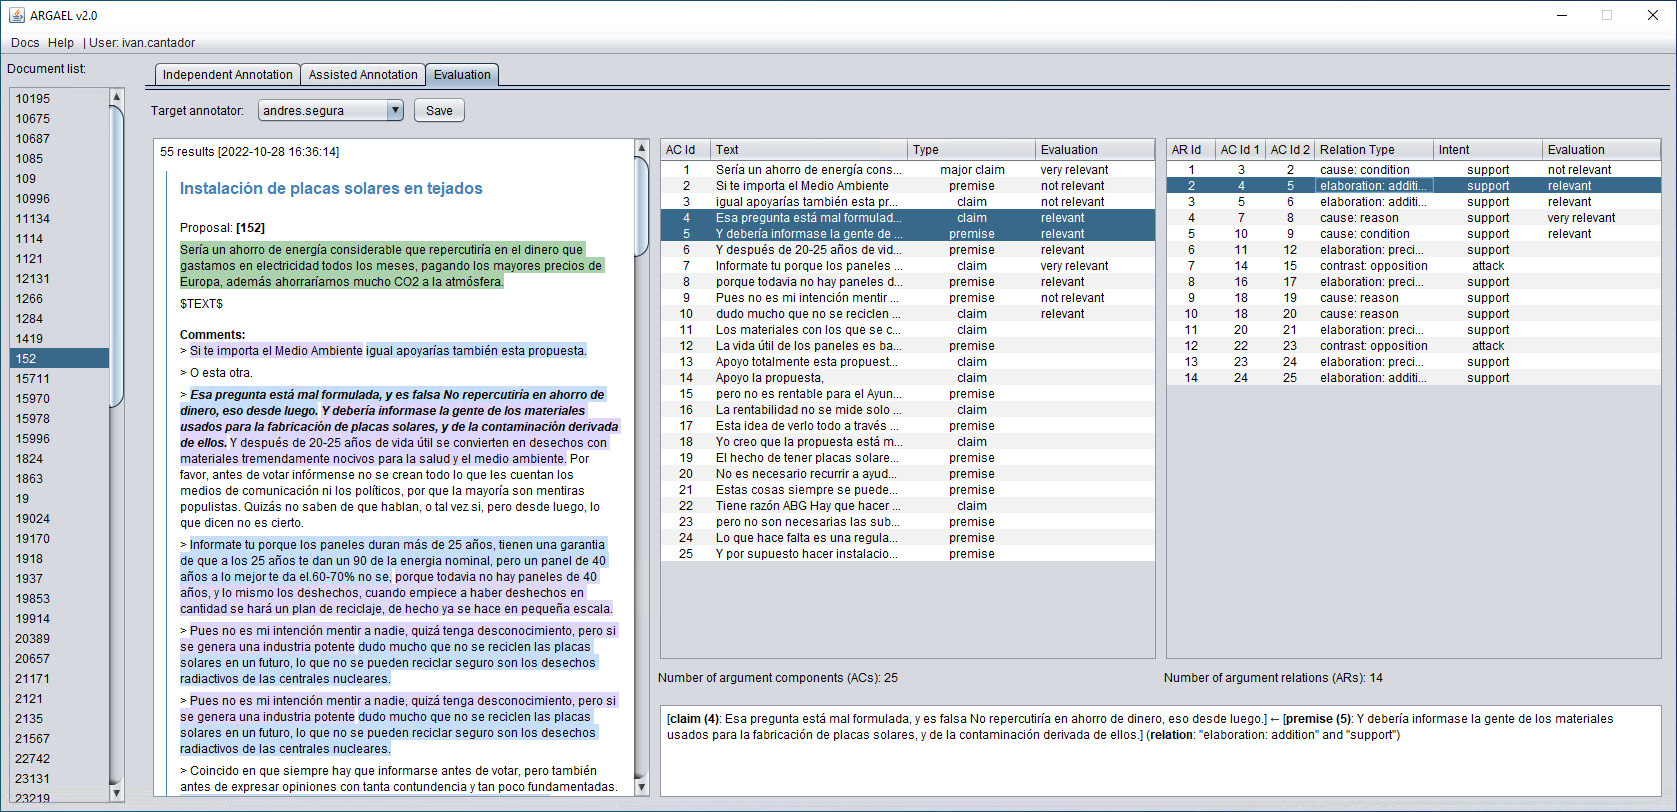 ARGAEL v2.0
Docs Help | User: ivan.cantador
Document list:
10195
10675
10687
1085
109
10996
11134
1114
1121
12131
1266
1284
1419
152
15711
15970
15978
15996
1824
1863
19
19024
19170
1918
1937
19853
19914
20389
20657
21171
2121
2135
21567
22742
23131
23219
Independent Annotation Assisted Annotation Evaluation
Target annotator: andres.segura Save
55 results [2022-10-28 16:36:14]
Instalación de placas solares en tejados
Proposal: [152]
Sería un ahorro de energía considerable que repercutiría en el dinero que
gastamos en electricidad todos los meses, pagando los mayores precios de
Europa, además ahorraríamos mucho CO2 a la atmósfera.
$TEXT$
Comments:
> Si te importa el Medio Ambiente igual apoyarías también esta propuesta.
> O esta otra.
> Esa pregunta está mal formulada, y es falsa No repercutiría en ahorro de
dinero, eso desde luego. Y debería informase la gente de los materiales
usados para la fabricación de placas solares, y de la contaminación derivada
de ellos. Y después de 20-25 años de vida útil se convierten en desechos con
materiales tremendamente nocivos para la salud y el medio ambiente. Por
favor, antes de votar infórmense no se crean todo lo que les cuentan los
medios de comunicación ni los políticos, por que la mayoría son mentiras
populistas. Quizás no saben de que hablan, o tal vez si, pero desde luego, lo
que dicen no es cierto.
> Informate tu porque los paneles duran más de 25 años, tienen una garantia
de que a los 25 años te dan un 90 de la energia nominal, pero un panel de 40
años a lo mejor te da el.60-70% no se, porque todavia no hay paneles de 40
años, y lo mismo los deshechos, cuando empiece a haber deshechos en
cantidad se hará un plan de reciclaje, de hecho ya se hace en pequeña escala.
> Pues no es mi intención mentir a nadie, quizá tenga desconocimiento, pero si
se genera una industria potente dudo mucho que no se reciclen las placas
solares en un futuro, lo que no se pueden reciclar seguro son los desechos
radiactivos de las centrales nucleares.
> Pues no es mi intención mentir a nadie, quizá tenga desconocimiento, pero si
se genera una industria potente dudo mucho que no se reciclen las placas
solares en un futuro, lo que no se pueden reciclar seguro son los desechos
radiactivos de las centrales nucleares.
> Coincido en que siempre hay que informarse antes de votar, pero también
antes de expresar opiniones con tanta contundencia y tan poco fundamentadas.
AC Id Text Type Evaluation
1 Sería un ahorro de energía cons... major claim very relevant
2 Si te importa el Medio Ambiente premise not relevant
3 igual apoyarías también esta pr... claim not relevant
4 Esa pregunta está mal formulad... claim relevant
5 Y debería informase la gente de ... premise relevant
6 Y después de 20-25 años de vid... premise relevant
7 Informate tu porque los paneles ... claim very relevant
8 porque todavia no hay paneles d... premise relevant
9 Pues no es mi intención mentir ... premise not relevant
10 dudo mucho que no se reciclen ... claim relevant
11 Los materiales con los que se c... claim
12 La vida útil de los paneles es ba... premise
13 Apoyo totalmente esta propuest... claim
14 Apoyo la propuesta, claim
15 pero no es rentable para el Ayun... premise
16 La rentabilidad no se mide solo ... claim
17 Esta idea de verlo todo a través ... premise
18 Yo creo que la propuesta está m... claim
19 El hecho de tener placas solare... premise
20 No es necesario recurrir a ayud... premise
21 Estas cosas siempre se puede... premise
22 Tiene razón ABG Hay que hacer ... claim
23 pero no son necesarias las sub... premise
24 Lo que hace falta es una regula... premise
25 Y por supuesto hacer instalacio... premise
Number of argument components (ACs): 25
AR Id AC Id 1 AC Id 2 Relation Type Intent Evaluation
1 3 2 cause: condition support not relevant
2 4 5 elaboration: additi... support relevant
3 5 6 elaboration: additi... support relevant
4 7 8 cause: reason support very relevant
5 10 9 cause: condition support relevant
6 11 12 elaboration: preci... support
7 14 15 contrast: opposition attack
8 16 17 elaboration: preci... support
9 18 19 cause: reason support
10 18 20 cause: reason support
11 20 21 elaboration: preci... support
12 22 23 contrast: opposition attack
13 23 24 elaboration: preci... support
14 24 25 elaboration: additi... support
Number of argument relations (ARs): 14
[claim (4): Esa pregunta está mal formulada, y es falsa No repercutiría en ahorro de dinero, eso desde luego.] ← [premise (5): Y debería informase la gente de los materiales
usados para la fabricación de placas solares, y de la contaminación derivada de ellos.] (relation: "elaboration: addition" and "support")